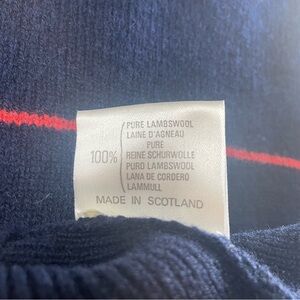 PURE LAMBSWOOL
LAINE D'AGNEAU
PURE
100% REINE SCHURWOLLE
PURO LAMBSWOOL
LANA DE CORDERO
LAMMULL
MADE IN SCOTLAND